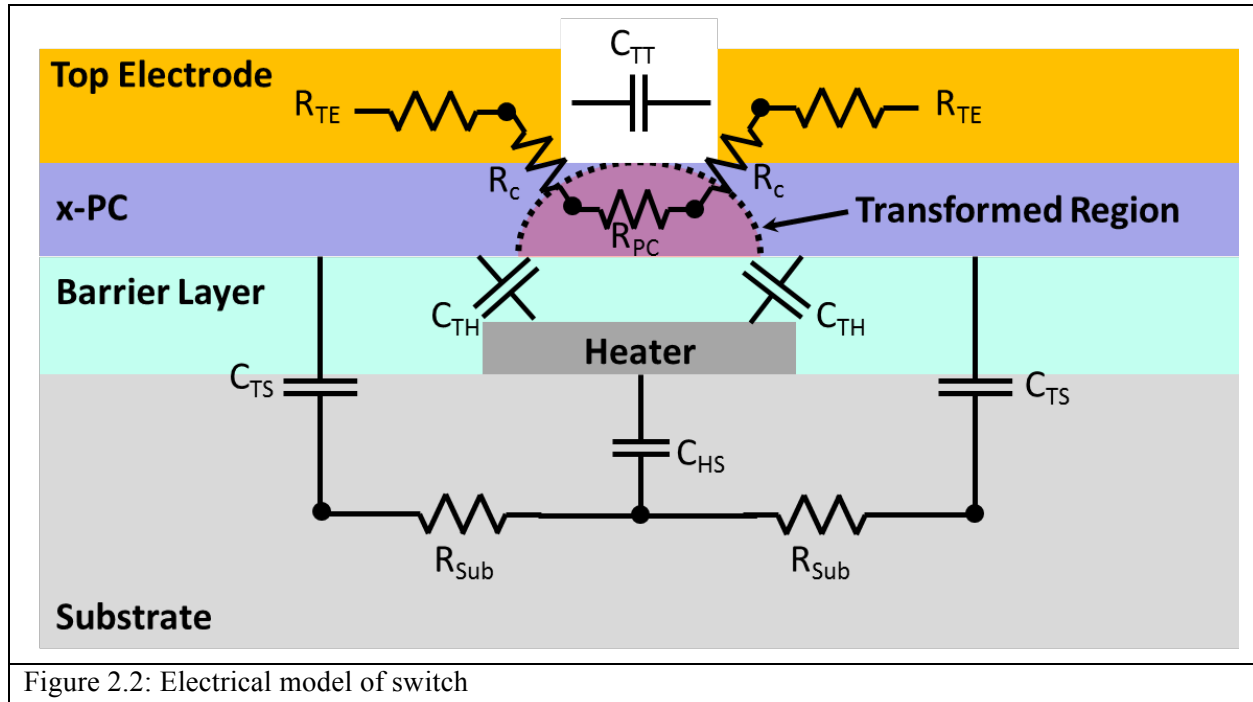 C_TT
Top Electrode
R_TE
R_TE
R_c
R_c
x-PC
Transformed Region
R_PC
Barrier Layer
C_TH
C_TH
Heater
C_TS
C_TS
C_HS
R_Sub
R_Sub
Substrate
Figure 2.2: Electrical model of switch